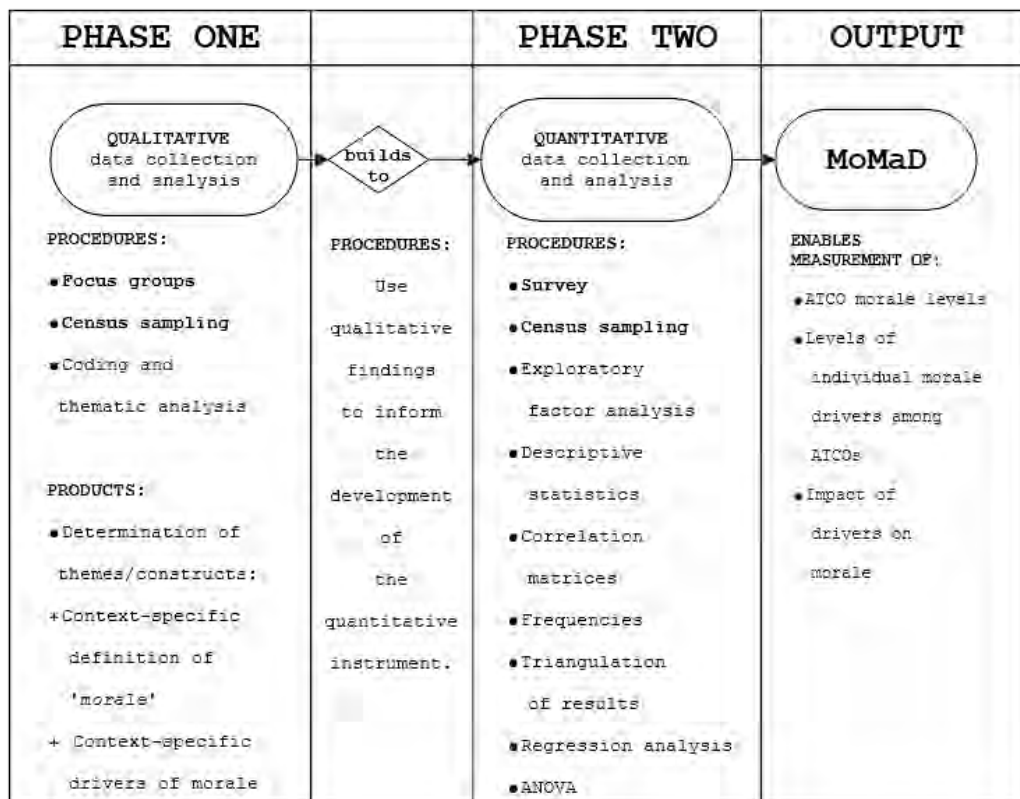 PHASE ONE
PHASE TWO
OUTPUT
QUALITATIVE
data collection
and analysis
builds
to
QUANTITATIVE
data collection
and analysis
MoMaD
PROCEDURES:
•Focus groups
•Census sampling
•Coding and
thematic analysis
PRODUCTS:
•Determination of
themes/constructs:
+Context-specific
definition of
'morale'
+ Context-specific
drivers of morale
PROCEDURES:
Use
qualitative
findings
to inform
the
development
of
the
quantitative
instrument.
PROCEDURES:
•Survey
•Census sampling
•Exploratory
factor analysis
•Descriptive
statistics
•Correlation
matrices
•Frequencies
•Triangulation
of results
•Regression analysis
•ANOVA
ENABLES
MEASUREMENT OF:
•ATCO morale levels
•Levels of
individual morale
drivers among
ATCOs
•Impact of
drivers on
morale